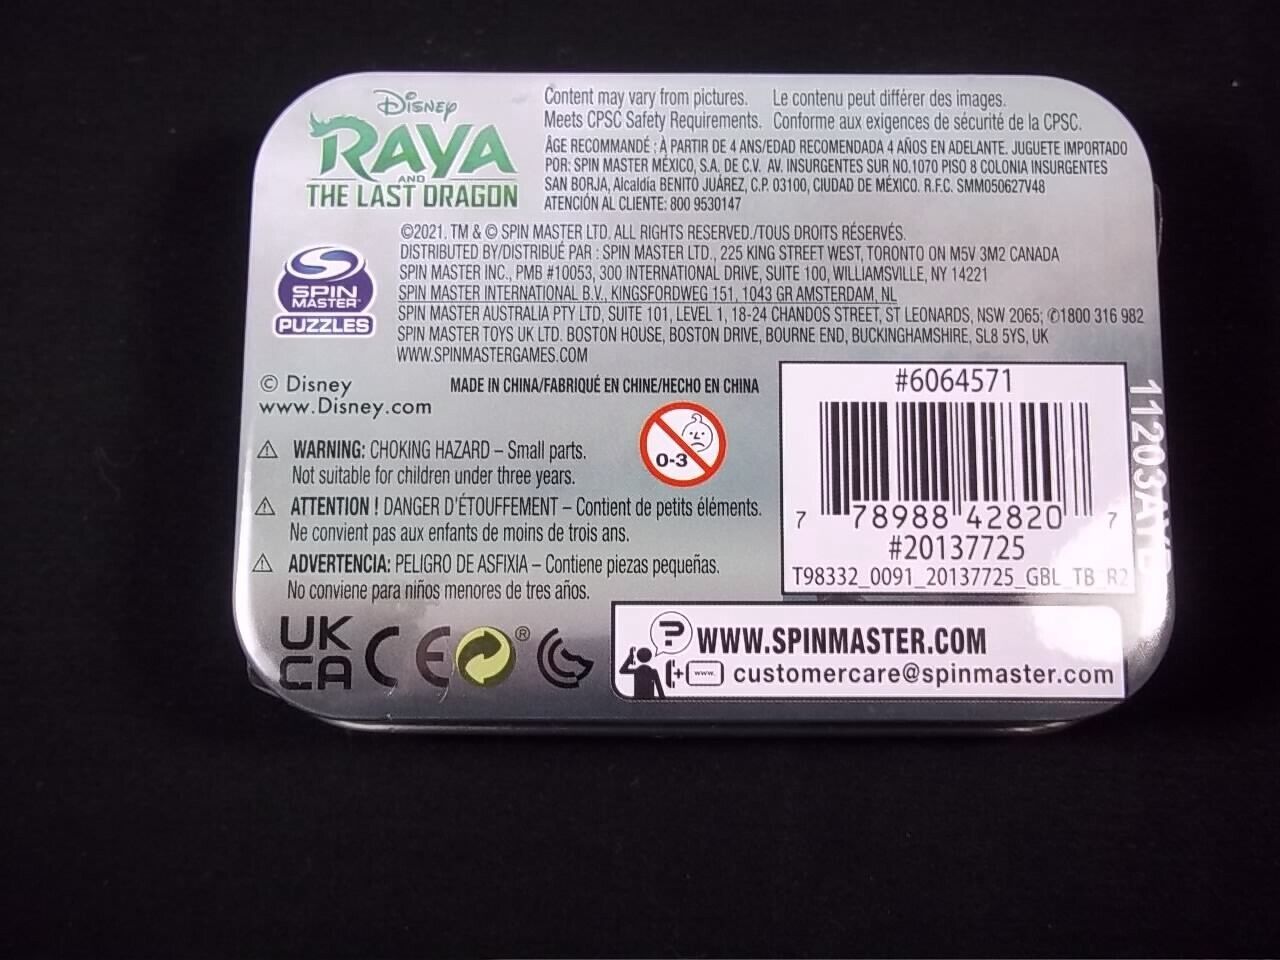 Disney
RAYA
AND
THE LAST DRAGON
Content may vary from pictures. Le contenu peut différer des images.
Meets CPSC Safety Requirements. Conforme aux exigences de sécurité de la CPSC.
ÂGE RECOMMANDÉ : À PARTIR DE 4 ANS/EDAD RECOMENDADA 4 AÑOS EN ADELANTE. JUGUETE IMPORTADO
POR: SPIN MASTER MÉXICO, S.A. DE C.V. AV. INSURGENTES SUR NO.1070 PISO 8 COLONIA INSURGENTES
SAN BORJA, Alcaldía BENITO JUÁREZ, C.P. 03100, CIUDAD DE MÉXICO. R.F.C. SMM050627V48
ATENCIÓN AL CLIENTE: 800 9530147
SPIN
MASTER™
PUZZLES
©2021, TM & © SPIN MASTER LTD. ALL RIGHTS RESERVED./TOUS DROITS RÉSERVÉS.
DISTRIBUTED BY/DISTRIBUÉ PAR : SPIN MASTER LTD., 225 KING STREET WEST, TORONTO ON M5V 3M2 CANADA
SPIN MASTER INC., PMB #10053, 300 INTERNATIONAL DRIVE, SUITE 100, WILLIAMSVILLE, NY 14221
SPIN MASTER INTERNATIONAL B.V., KINGSFORDWEG 151, 1043 GR AMSTERDAM, NL
SPIN MASTER AUSTRALIA PTY LTD, SUITE 101, LEVEL 1, 18-24 CHANDOS STREET, ST LEONARDS, NSW 2065; ✆1800 316 982
SPIN MASTER TOYS UK LTD. BOSTON HOUSE, BOSTON DRIVE, BOURNE END, BUCKINGHAMSHIRE, SL8 5YS, UK
WWW.SPINMASTERGAMES.COM
© Disney
www.Disney.com
MADE IN CHINA/FABRIQUÉ EN CHINE/HECHO EN CHINA
⚠ WARNING: CHOKING HAZARD – Small parts.
Not suitable for children under three years.
⚠ ATTENTION ! DANGER D'ÉTOUFFEMENT – Contient de petits éléments.
Ne convient pas aux enfants de moins de trois ans.
⚠ ADVERTENCIA: PELIGRO DE ASFIXIA – Contiene piezas pequeñas.
No conviene para niños menores de tres años.
0-3
#6064571
7 78988 42820 7
#20137725
T98332_0091_20137725_GBL_TB_R2
UK
CA CE ®
? WWW.SPINMASTER.COM
www. customercare@spinmaster.com